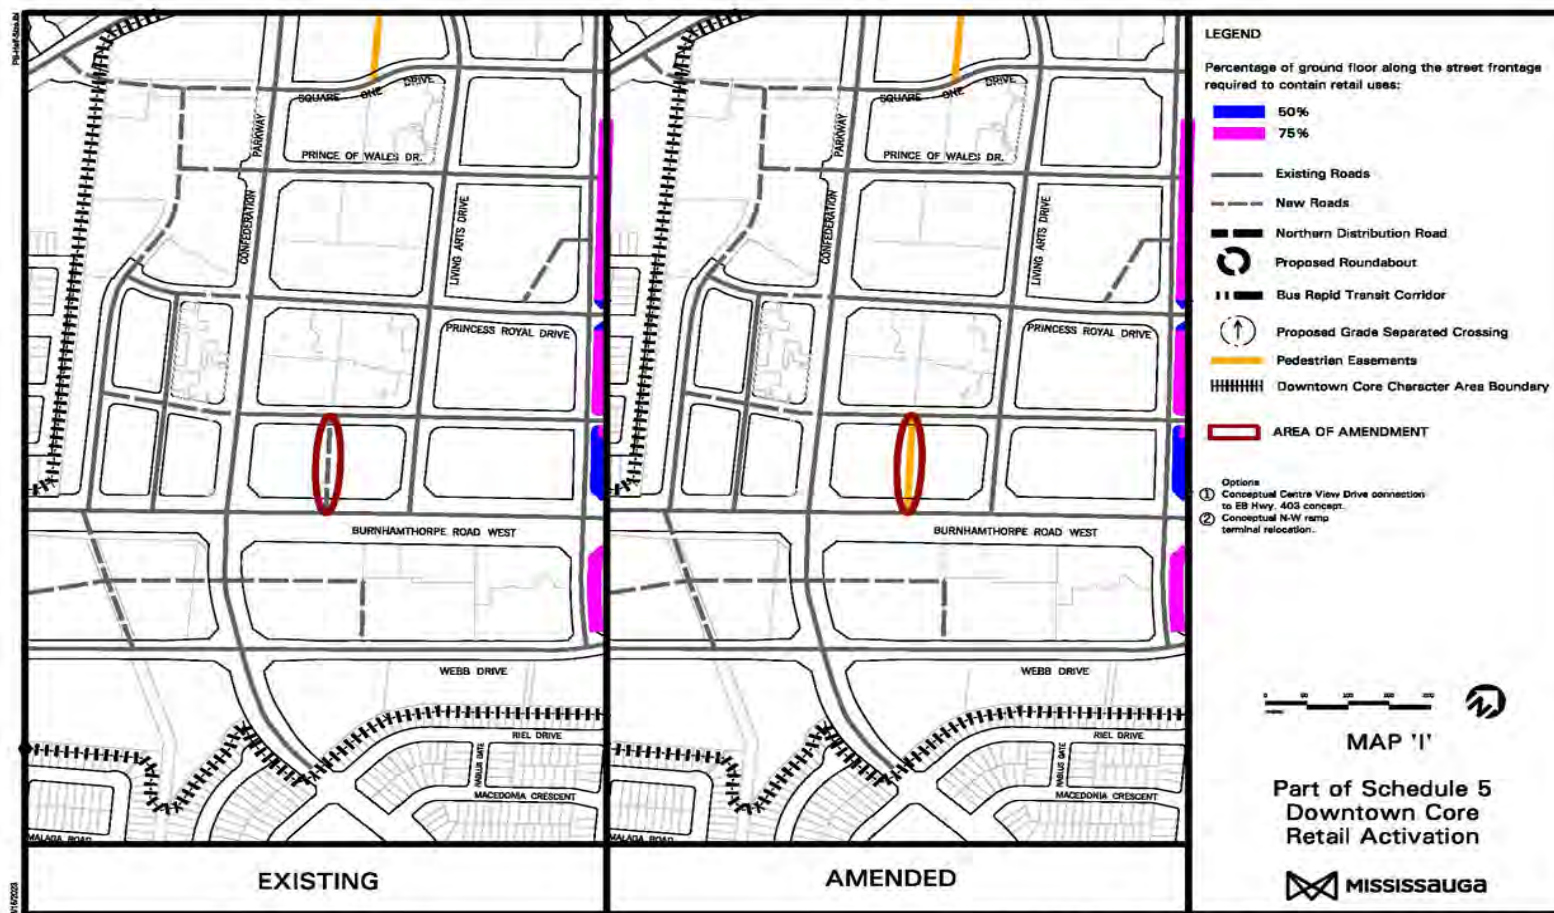 SQUARE ONE DRIVE
PARKWAY
PRINCE OF WALES DR.
CONFEDERATION
LIVING ARTS DRIVE
PRINCESS ROYAL DRIVE
BURNHAMTHORPE ROAD WEST
WEBB DRIVE
RIEL DRIVE
MACEDONIA CRESCENT
MALAGA ROAD
EXISTING
SQUARE ONE DRIVE
PARKWAY
PRINCE OF WALES DR.
CONFEDERATION
LIVING ARTS DRIVE
PRINCESS ROYAL DRIVE
BURNHAMTHORPE ROAD WEST
WEBB DRIVE
RIEL DRIVE
MACEDONIA CRESCENT
MALAGA ROAD
AMENDED
LEGEND
Percentage of ground floor along the street frontage
required to contain retail uses:
50%
75%
Existing Roads
New Roads
Northern Distribution Road
Proposed Roundabout
Bus Rapid Transit Corridor
Proposed Grade Separated Crossing
Pedestrian Easements
Downtown Core Character Area Boundary
AREA OF AMENDMENT
Options
1 Conceptual Centre View Drive connection
to EB Hwy. 403 concept.
2 Conceptual N-W ramp
terminal relocation.
MAP 'I'
Part of Schedule 5
Downtown Core
Retail Activation
MISSISSAUGA